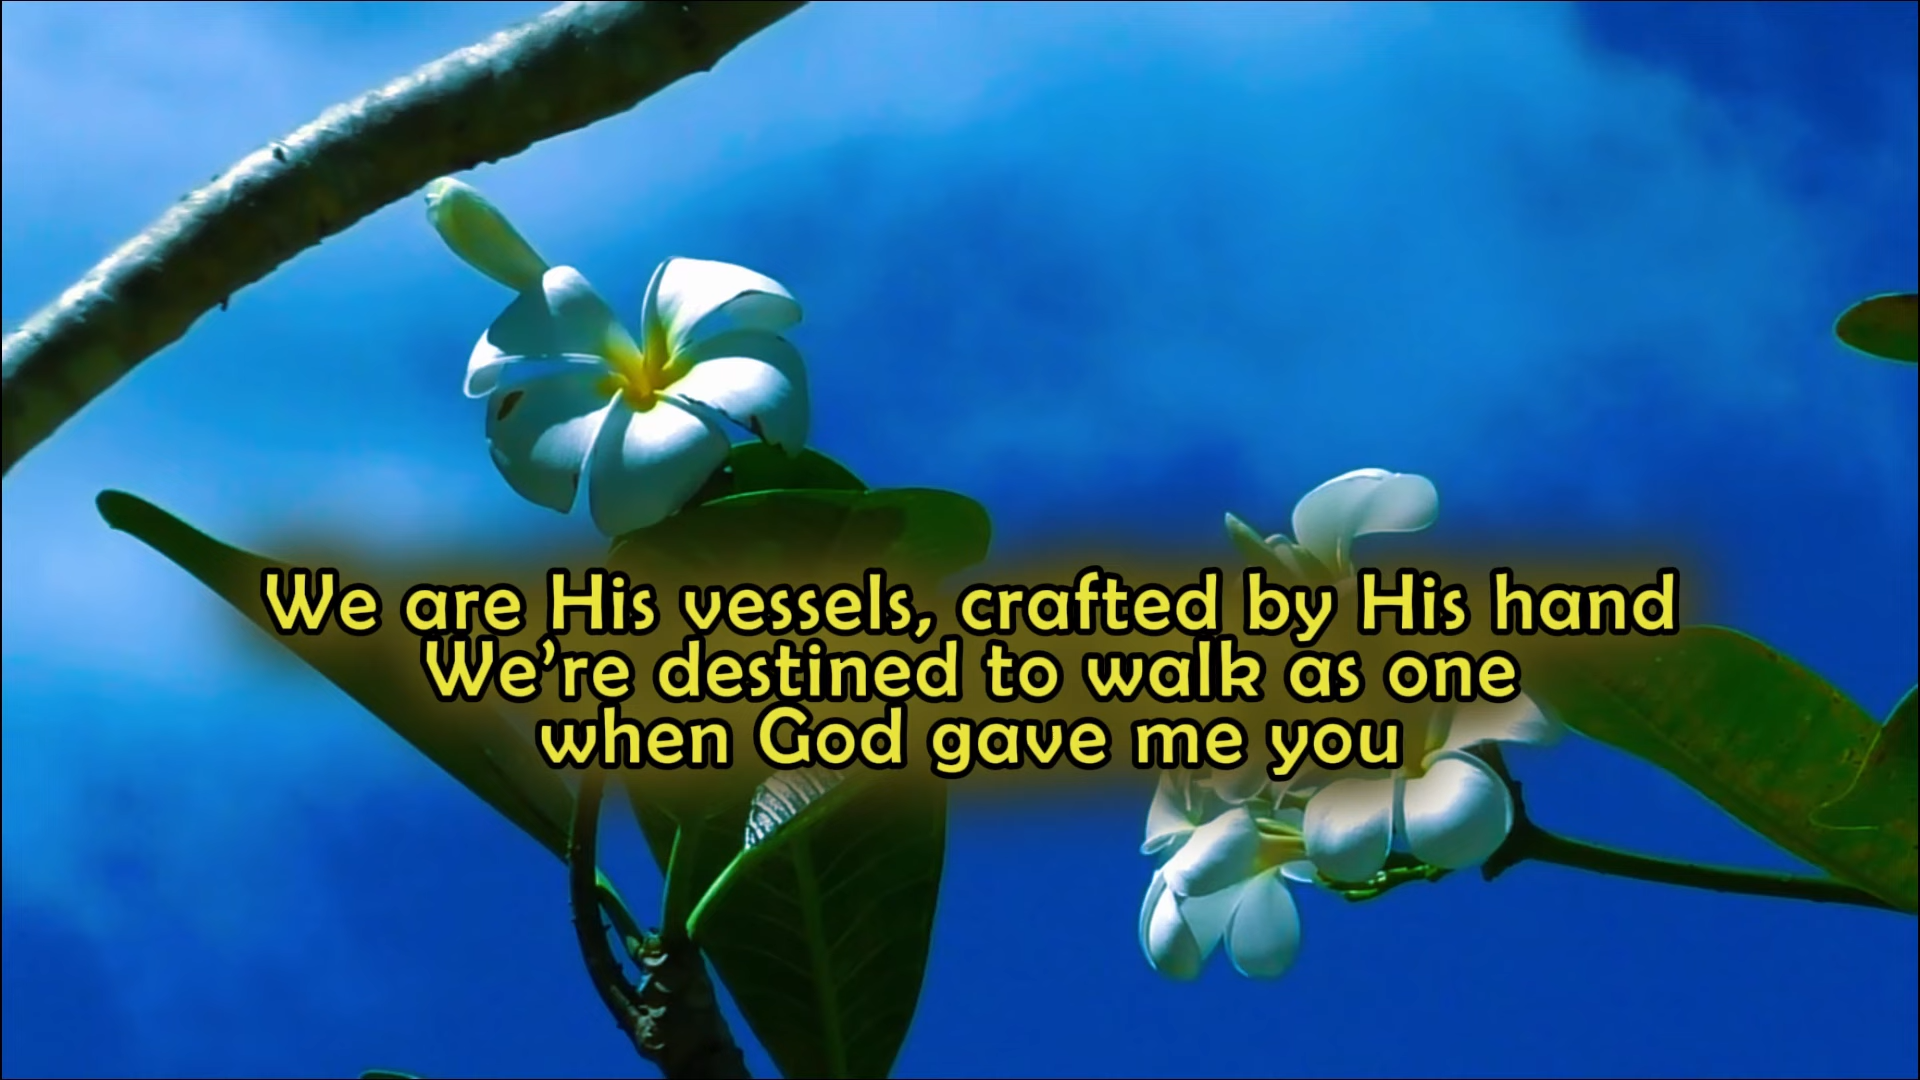 We are His vessels, crafted by His hand
We’re destined to walk as one
when God gave me you